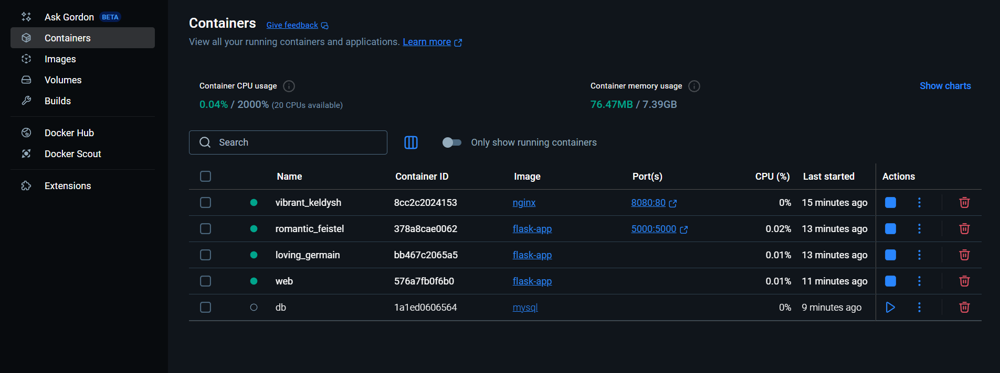 Ask Gordon BETA
Containers
Images
Volumes
Builds
Docker Hub
Docker Scout
Extensions
Containers Give feedback
View all your running containers and applications. Learn more
Container CPU usage
0.04% / 2000% (20 CPUs available)
Container memory usage
76.47MB / 7.39GB
Show charts
Search
Only show running containers
Name Container ID Image Port(s) CPU (%) Last started Actions
vibrant_keldysh 8cc2c2024153 nginx 8080:80 0% 15 minutes ago
romantic_feistel 378a8cae0062 flask-app 5000:5000 0.02% 13 minutes ago
loving_germain bb467c2065a5 flask-app 0.01% 13 minutes ago
web 576a7fb0f6b0 flask-app 0.01% 11 minutes ago
db 1a1ed0606564 mysql 0% 9 minutes ago